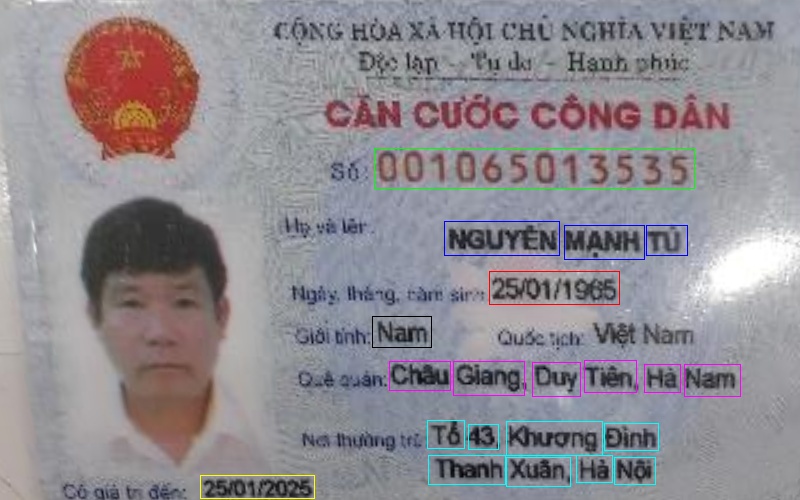 CỘNG HÒA XÃ HỘI CHỦ NGHĨA VIỆT NAM
Độc lập - Tự do - Hạnh phúc
CĂN CƯỚC CÔNG DÂN
Số: 001065013535
Họ và tên:
NGUYỄN MẠNH TÚ
Ngày, tháng, năm sinh: 25/01/1965
Giới tính: Nam Quốc tịch: Việt Nam
Quê quán: Châu Giang, Duy Tiên, Hà Nam
Nơi thường trú: Tổ 43, Khương Đình
Thanh Xuân, Hà Nội
Có giá trị đến: 25/01/2025